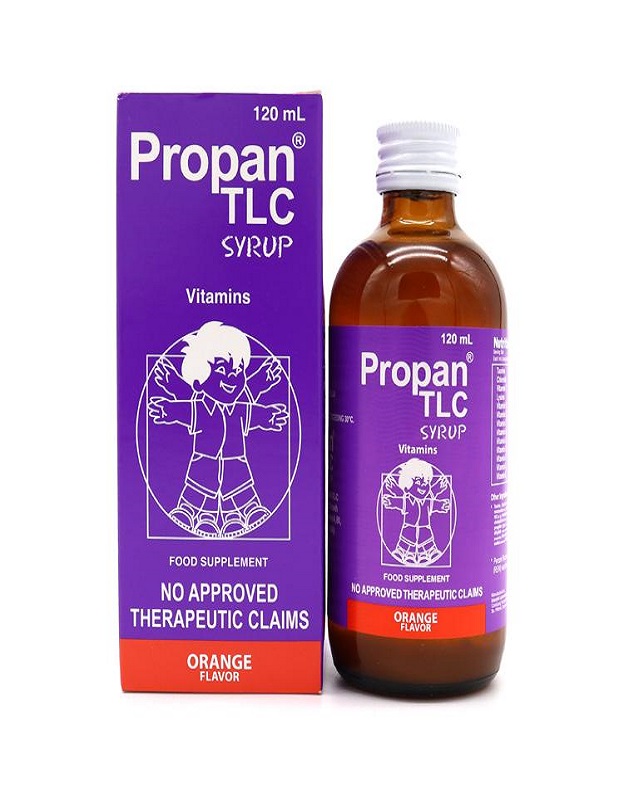 120 mL
Propan®
TLC
SYRUP
Vitamins
FOOD SUPPLEMENT
NO APPROVED
THERAPEUTIC CLAIMS
ORANGE
FLAVOR
120 mL
Propan®
TLC
SYRUP
Vitamins
FOOD SUPPLEMENT
NO APPROVED THERAPEUTIC CLAIMS
ORANGE
FLAVOR